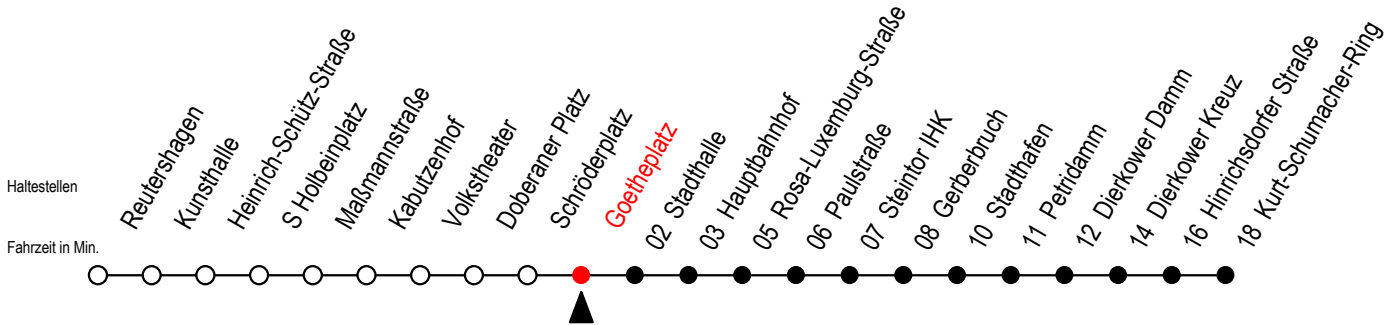 Haltestellen
Fahrzeit in Min.
Reutershagen
Kunsthalle
Heinrich-Schütz-Straße
S Holbeinplatz
Maßmannstraße
Kabutzenhof
Volkstheater
Doberaner Platz
Schröderplatz
Goetheplatz
02 Stadthalle
03 Hauptbahnhof
05 Rosa-Luxemburg-Straße
06 Paulstraße
07 Steintor IHK
08 Gerberbruch
10 Stadthafen
11 Petridamm
12 Dierkower Damm
14 Dierkower Kreuz
16 Hinrichsdorfer Straße
18 Kurt-Schumacher-Ring